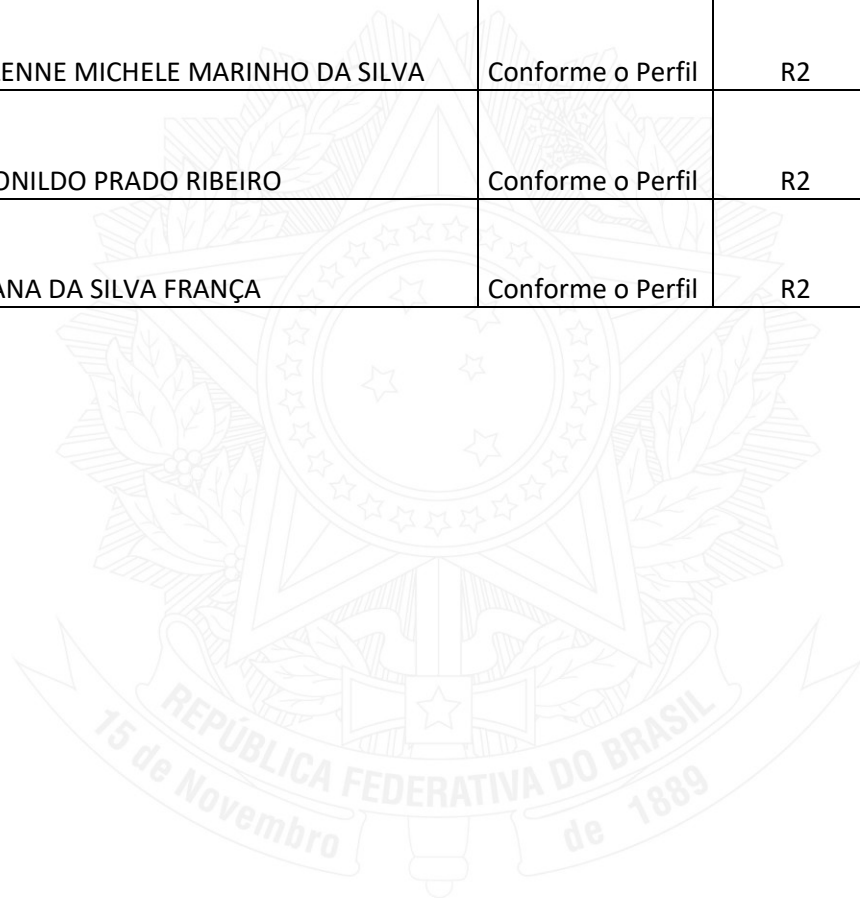 ENNE MICHELE MARINHO DA SILVA Conforme o Perfil R2
ONILDO PRADO RIBEIRO Conforme o Perfil R2
ANA DA SILVA FRANÇA Conforme o Perfil R2
REPÚBLICA FEDERATIVA DO BRASIL
15 de Novembro de 1889